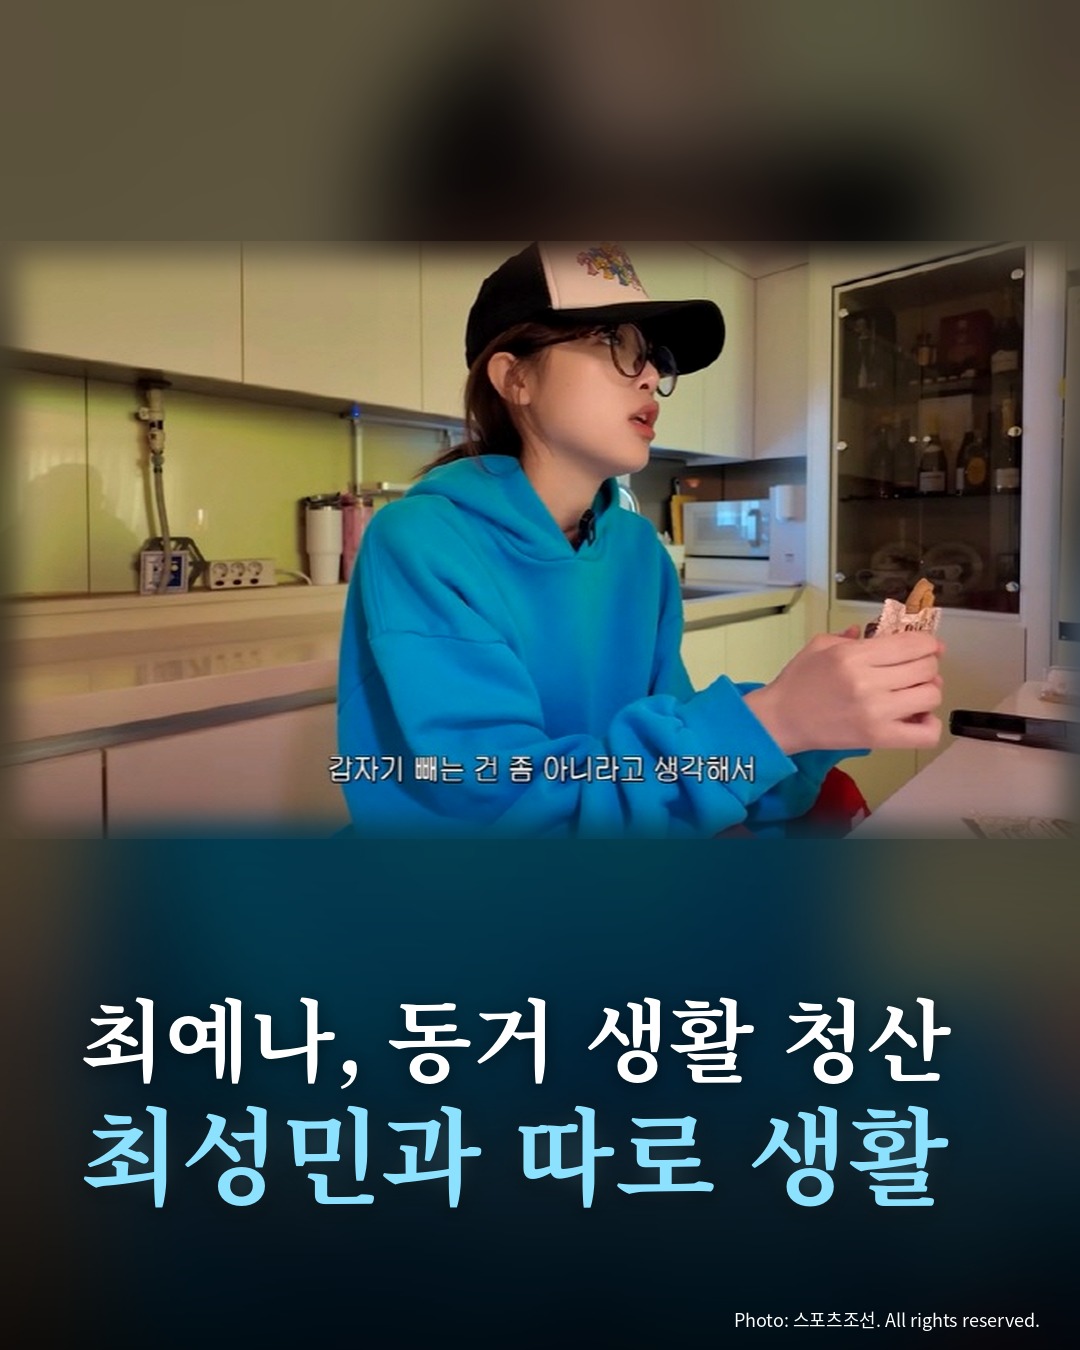 갑자기 빼는 건 좀 아니라고 생각해서
최예나, 동거 생활 청산
최성민과 따로 생활
Photo: 스포츠조선. All rights reserved.